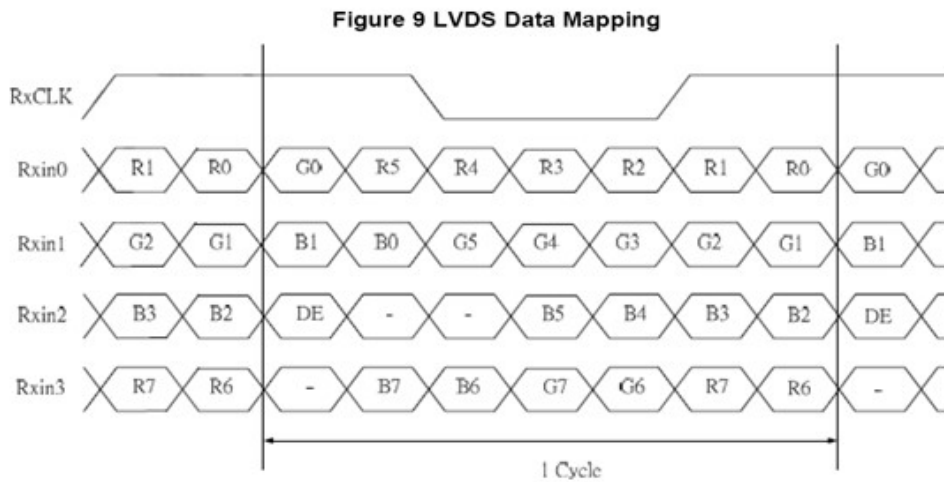 Figure 9 LVDS Data Mapping
RxCLK
Rxin0 R1 R0 G0 R5 R4 R3 R2 R1 R0 G0
Rxin1 G2 G1 B1 B0 G5 G4 G3 G2 G1 B1
Rxin2 B3 B2 DE - - B5 B4 B3 B2 DE
Rxin3 R7 R6 - B7 B6 G7 G6 R7 R6 -
1 Cycle